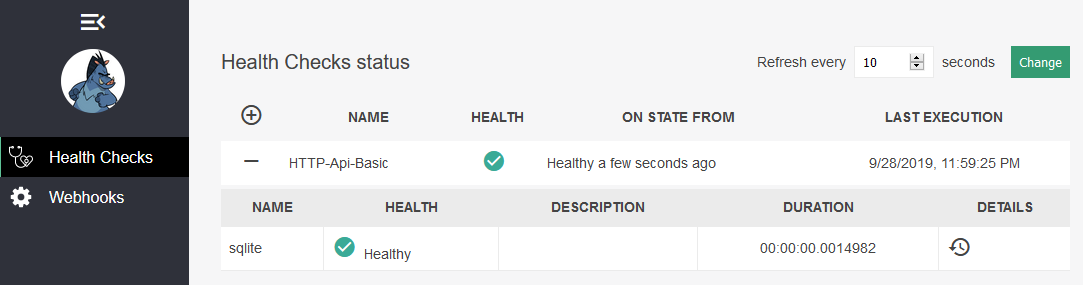 Health Checks status
Refresh every 10 seconds Change
NAME HEALTH ON STATE FROM LAST EXECUTION
HTTP-Api-Basic Healthy a few seconds ago 9/28/2019, 11:59:25 PM
Health Checks
Webhooks
NAME HEALTH DESCRIPTION DURATION DETAILS
sqlite Healthy 00:00:00.0014982